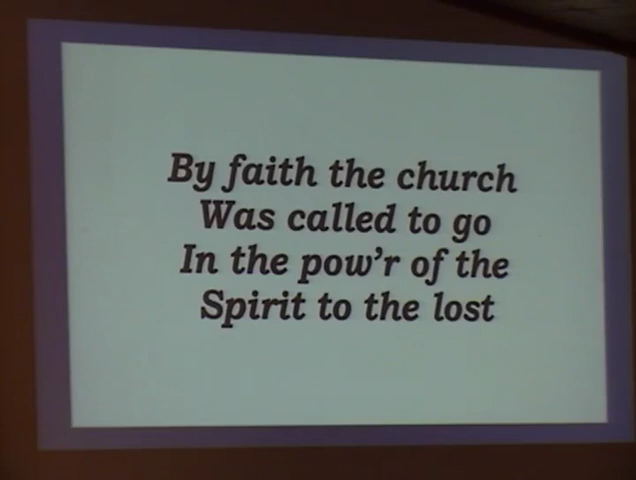 By faith the church
Was called to go
In the pow'r of the
Spirit to the lost